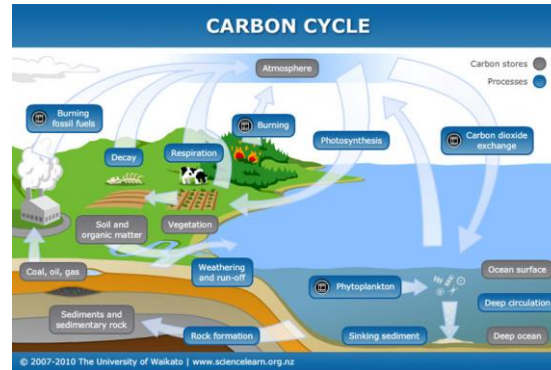 CARBON CYCLE
Atmosphere
Carbon stores
Processes
Burning
fossil fuels
Burning
Carbon dioxide
exchange
Decay
Respiration
Photosynthesis
Soil and
organic matter
Vegetation
Coal, oil, gas
Weathering
and run-off
Ocean surface
Phytoplankton
Deep circulation
Sediments and
sedimentary rock
Rock formation
Sinking sediment
Deep ocean
© 2007-2010 The University of Waikato | www.sciencelearn.org.nz